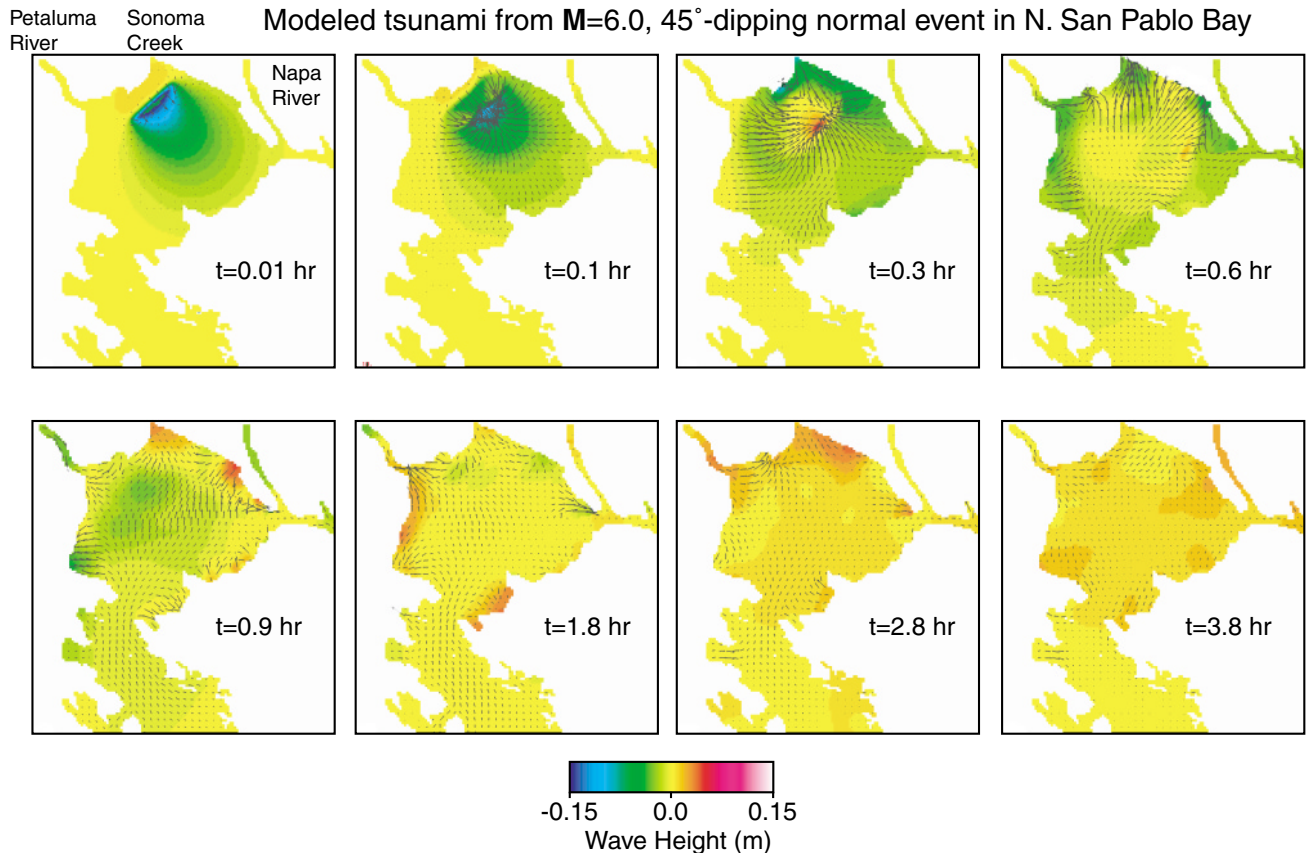 Modeled tsunami from M=6.0, 45˚-dipping normal event in N. San Pablo Bay
Petaluma
River
Sonoma
Creek
Napa
River
t=0.01 hr
t=0.1 hr
t=0.3 hr
t=0.6 hr
t=0.9 hr
t=1.8 hr
t=2.8 hr
t=3.8 hr
-0.15
0.0
0.15
Wave Height (m)